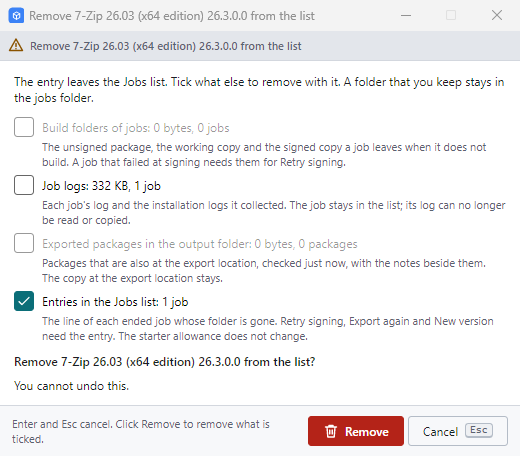 Remove 7-Zip 26.03 (x64 edition) 26.3.0.0 from the list
Remove 7-Zip 26.03 (x64 edition) 26.3.0.0 from the list
The entry leaves the Jobs list. Tick what else to remove with it. A folder that you keep stays in
the jobs folder.
Build folders of jobs: 0 bytes, 0 jobs
The unsigned package, the working copy and the signed copy a job leaves when it does not
build. A job that failed at signing needs them for Retry signing.
Job logs: 332 KB, 1 job
Each job's log and the installation logs it collected. The job stays in the list; its log can no longer
be read or copied.
Exported packages in the output folder: 0 bytes, 0 packages
Packages that are also at the export location, checked just now, with the notes beside them.
The copy at the export location stays.
Entries in the Jobs list: 1 job
The line of each ended job whose folder is gone. Retry signing, Export again and New version
need the entry. The starter allowance does not change.
Remove 7-Zip 26.03 (x64 edition) 26.3.0.0 from the list?
You cannot undo this.
Enter and Esc cancel. Click Remove to remove what is
ticked.
Remove
Cancel Esc